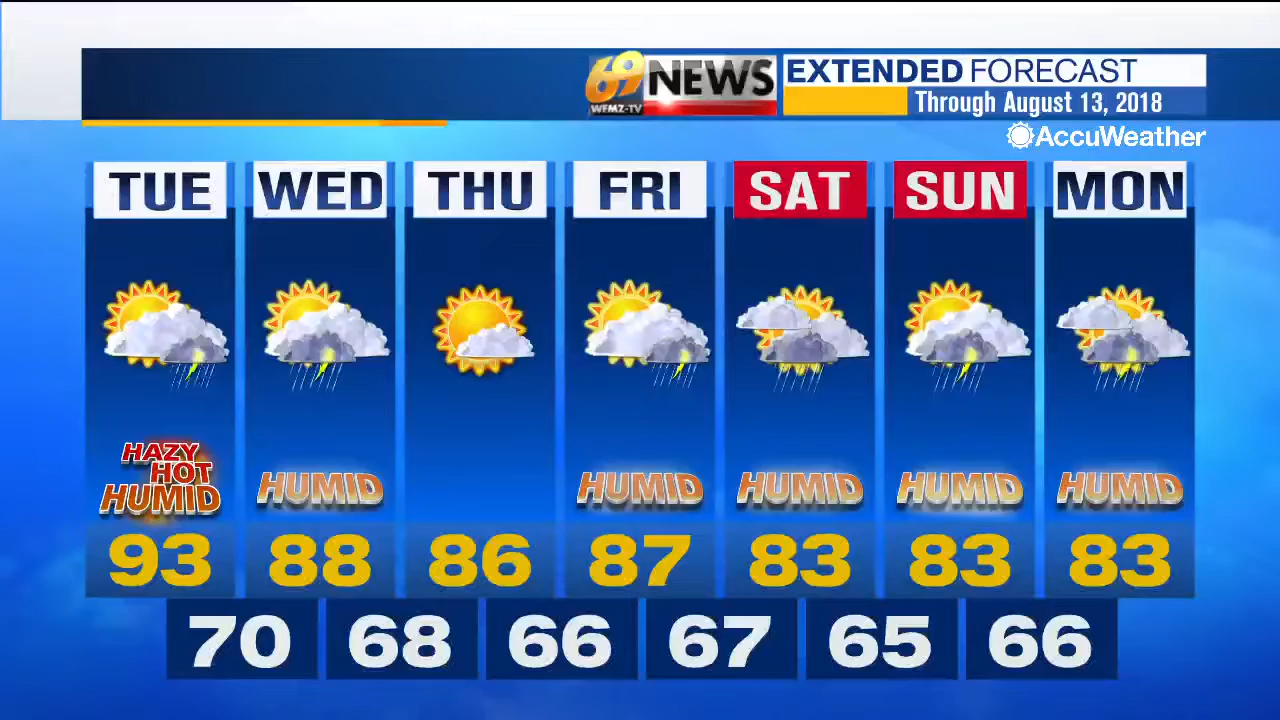 69 NEWS
WFMZ-TV
EXTENDED FORECAST
Through August 13, 2018
AccuWeather
TUE WED THU FRI SAT SUN MON
HAZY
HOT
HUMID HUMID HUMID HUMID HUMID HUMID
93 88 86 87 83 83 83
70 68 66 67 65 66